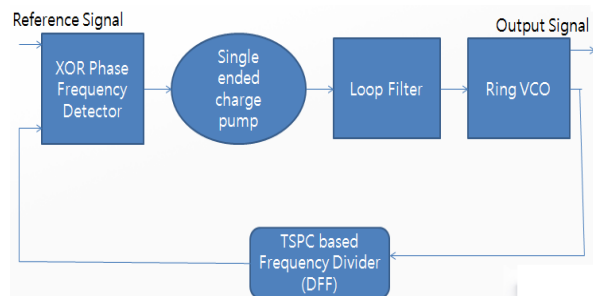 Reference Signal
Output Signal
XOR Phase
Frequency
Detector
Single
ended
charge
pump
Loop Filter
Ring VCO
TSPC based
Frequency Divider
(DFF)